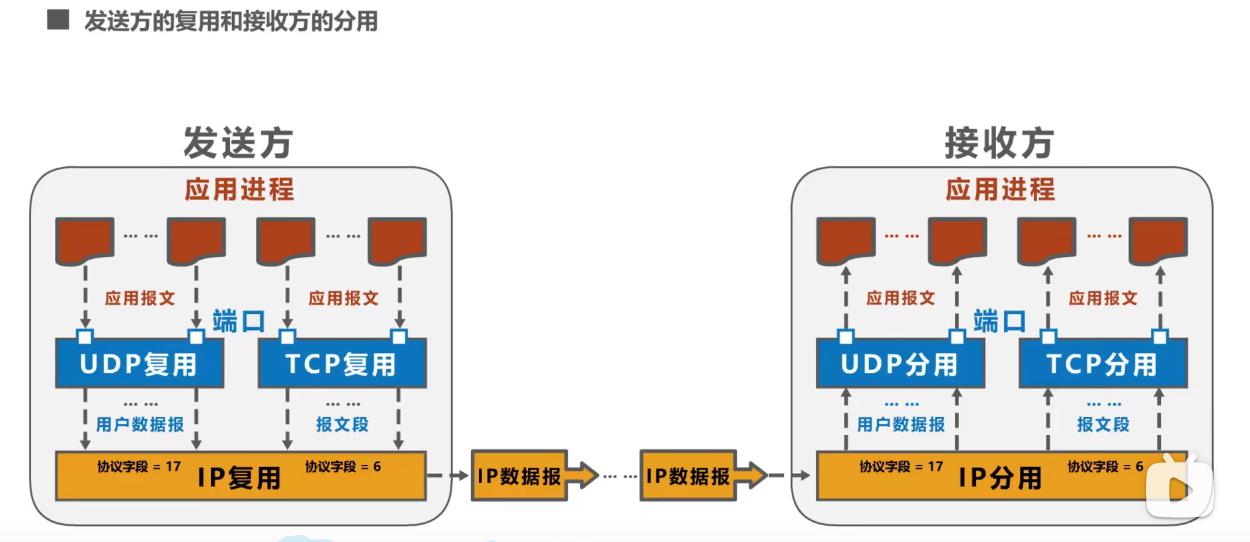 发送方的复用和接收方的分用
发送方
接收方
应用进程
应用进程
… …
… …
… …
… …
应用报文
应用报文
应用报文
应用报文
端口
端口
UDP复用
TCP复用
UDP分用
TCP分用
… …
… …
… …
… …
用户数据报
报文段
用户数据报
报文段
协议字段 = 17
IP复用
协议字段 = 6
IP数据报
… …
IP数据报
协议字段 = 17
IP分用
协议字段 = 6